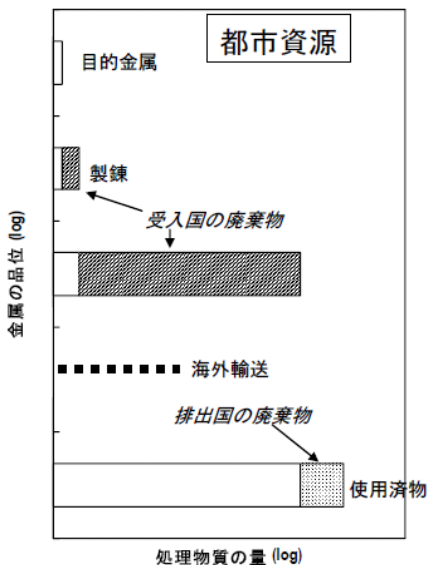 都市資源
目的金属
製錬
受入国の廃棄物
海外輸送
排出国の廃棄物
使用済物
金属の品位 (log)
処理物質の量 (log)